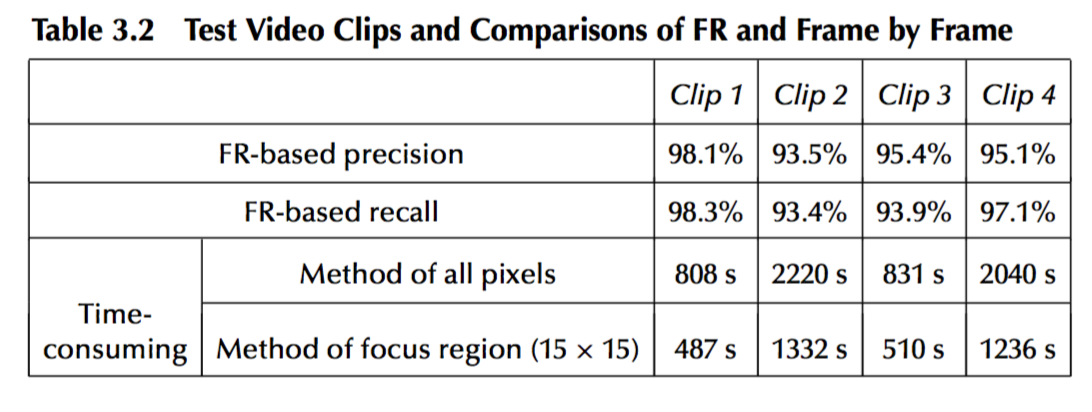 Table 3.2 Test Video Clips and Comparisons of FR and Frame by Frame
Clip 1 Clip 2 Clip 3 Clip 4
FR-based precision 98.1% 93.5% 95.4% 95.1%
FR-based recall 98.3% 93.4% 93.9% 97.1%
Time-
consuming
Method of all pixels 808 s 2220 s 831 s 2040 s
Method of focus region (15 × 15) 487 s 1332 s 510 s 1236 s